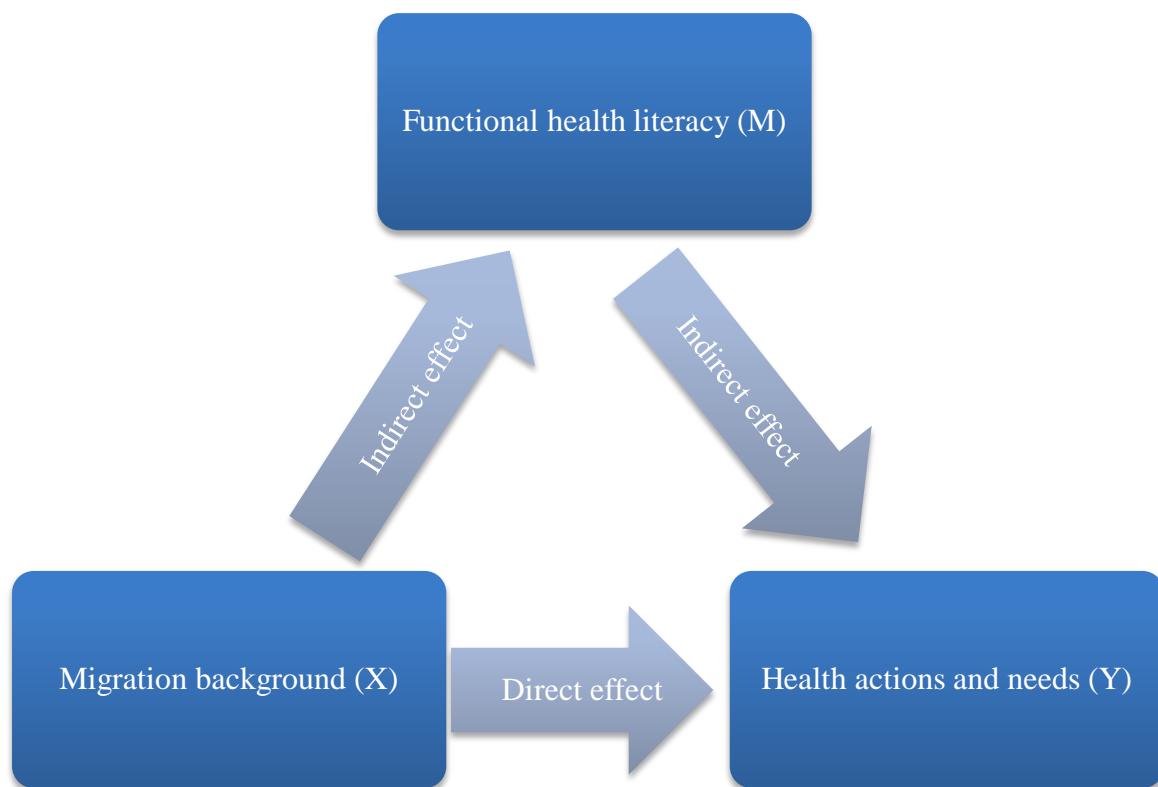 Functional health literacy (M)
Indirect effect
Indirect effect
Migration background (X)
Direct effect
Health actions and needs (Y)